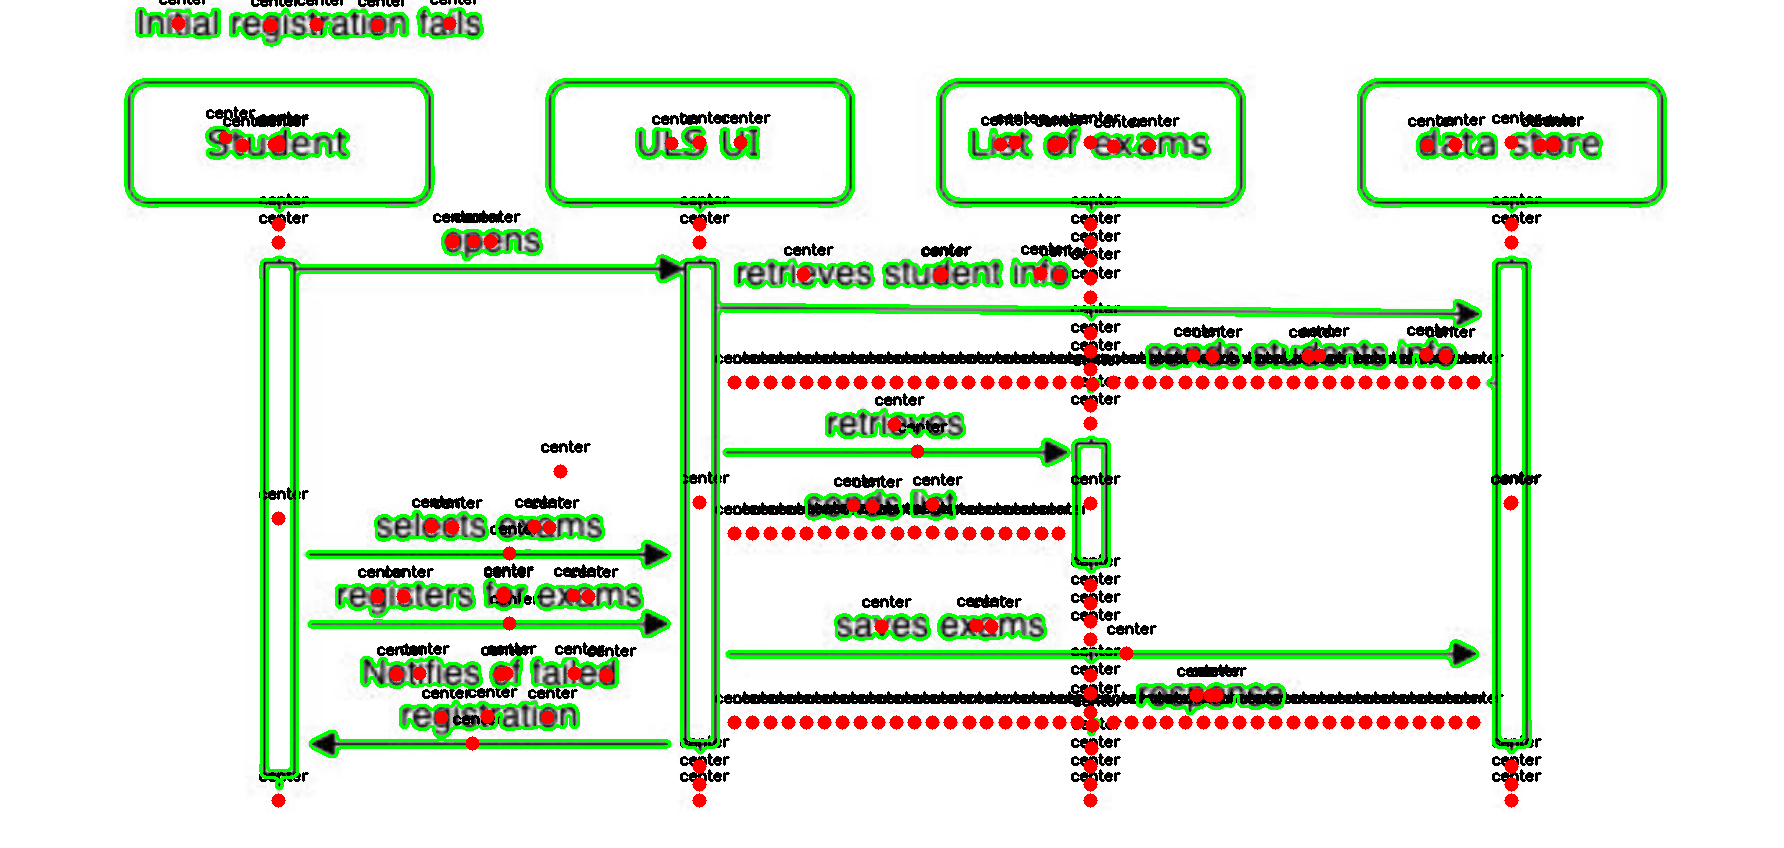 Initial registration fails
Student
ULS UI
List of exams
data store
opens
retrieves student info
sends students info
retrieves
sends list
selects exams
registers for exams
saves exams
Notifies of failed
registration
response
center